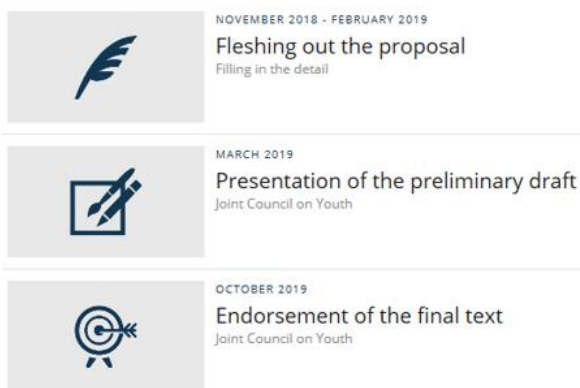 NOVEMBER 2018 - FEBRUARY 2019
Fleshing out the proposal
Filling in the detail
MARCH 2019
Presentation of the preliminary draft
Joint Council on Youth
OCTOBER 2019
Endorsement of the final text
Joint Council on Youth